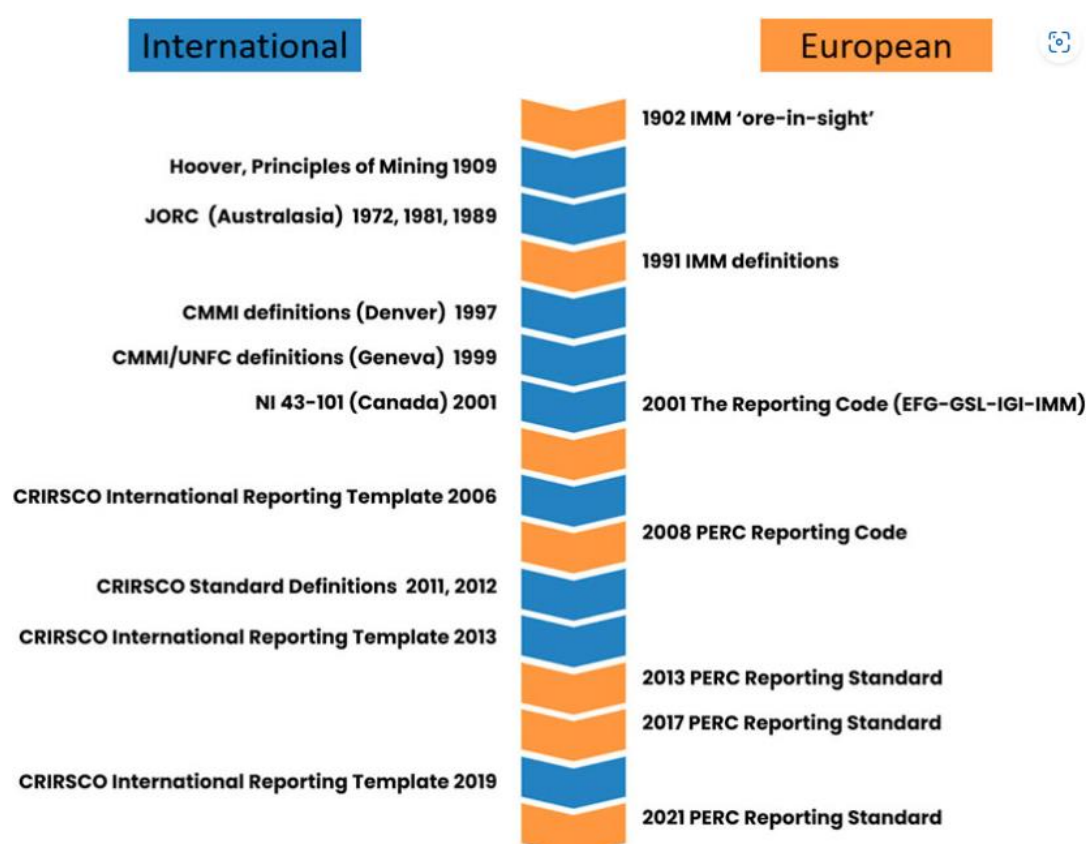 International
European
1902 IMM ‘ore-in-sight’
Hoover, Principles of Mining 1909
JORC (Australasia) 1972, 1981, 1989
1991 IMM definitions
CMMI definitions (Denver) 1997
CMMI/UNFC definitions (Geneva) 1999
NI 43-101 (Canada) 2001
2001 The Reporting Code (EFG-GSL-IGI-IMM)
CRIRSCO International Reporting Template 2006
2008 PERC Reporting Code
CRIRSCO Standard Definitions 2011, 2012
CRIRSCO International Reporting Template 2013
2013 PERC Reporting Standard
2017 PERC Reporting Standard
CRIRSCO International Reporting Template 2019
2021 PERC Reporting Standard